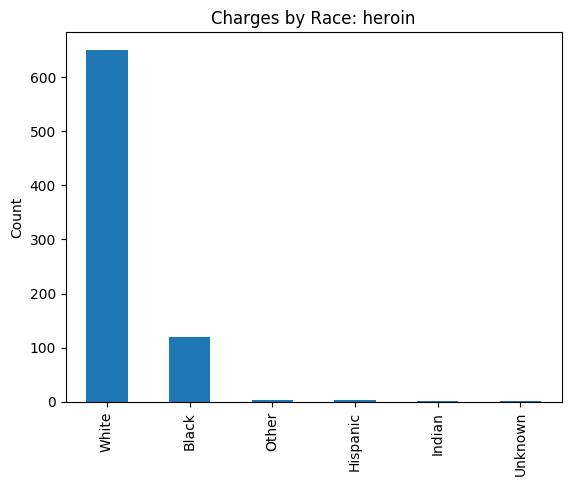 Charges by Race: heroin
Count
600
500
400
300
200
100
0
White
Black
Other
Hispanic
Indian
Unknown